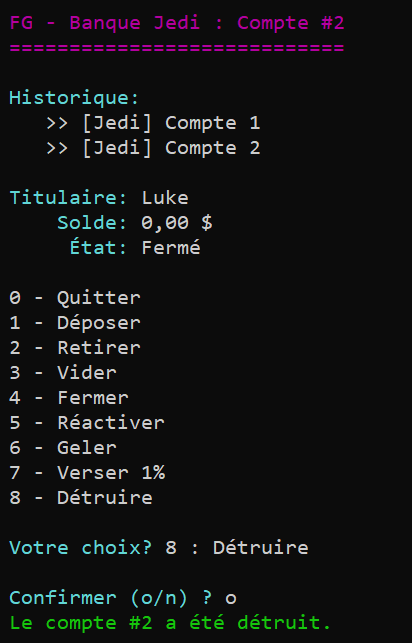 FG - Banque Jedi : Compte #2
============================
Historique:
>> [Jedi] Compte 1
>> [Jedi] Compte 2
Titulaire: Luke
Solde: 0,00 $
État: Fermé
0 - Quitter
1 - Déposer
2 - Retirer
3 - Vider
4 - Fermer
5 - Réactiver
6 - Geler
7 - Verser 1%
8 - Détruire
Votre choix? 8 : Détruire
Confirmer (o/n) ? o
Le compte #2 a été détruit.